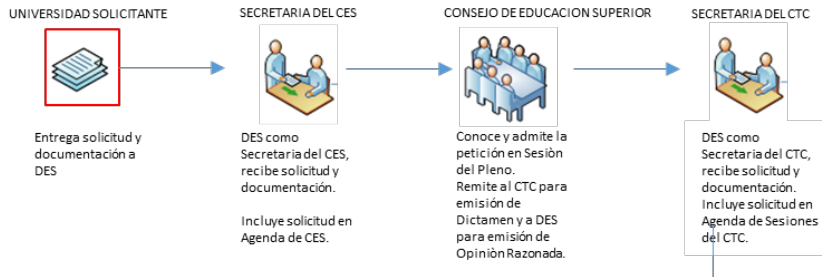 UNIVERSIDAD SOLICITANTE
Entrega solicitud y
documentación a
DES
SECRETARIA DEL CES
DES como
Secretaria del CES,
recibe solicitud y
documentación.
Incluye solicitud en
Agenda de CES.
CONSEJO DE EDUCACION SUPERIOR
Conoce y admite la
petición en Sesiòn
del Pleno.
Remite al CTC para
emisión de
Dictamen y a DES
para emisión de
Opiniòn Razonada.
SECRETARIA DEL CTC
DES como
Secretaria del CTC,
recibe solicitud y
documentación.
Incluye solicitud en
Agenda de Sesiones
del CTC.